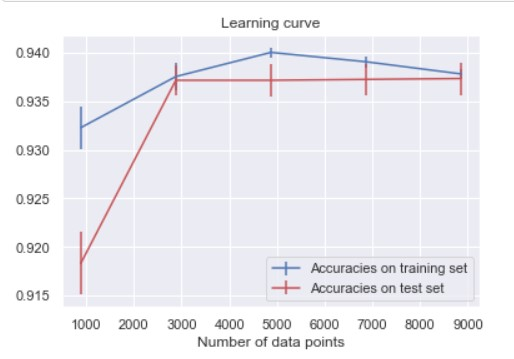 Learning curve
0.940
0.935
0.930
0.925
0.920
0.915
Accuracies on training set
Accuracies on test set
1000 2000 3000 4000 5000 6000 7000 8000 9000
Number of data points